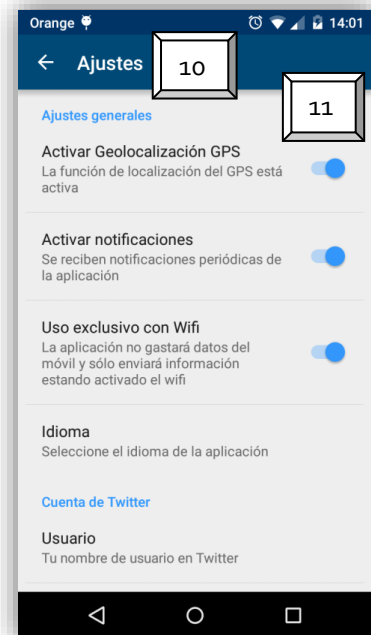 Orange 14:01
Ajustes 10
11
Ajustes generales
Activar Geolocalización GPS
La función de localización del GPS está
activa
Activar notificaciones
Se reciben notificaciones periódicas de
la aplicación
Uso exclusivo con Wifi
La aplicación no gastará datos del
móvil y sólo enviará información
estando activado el wifi
Idioma
Seleccione el idioma de la aplicación
Cuenta de Twitter
Usuario
Tu nombre de usuario en Twitter